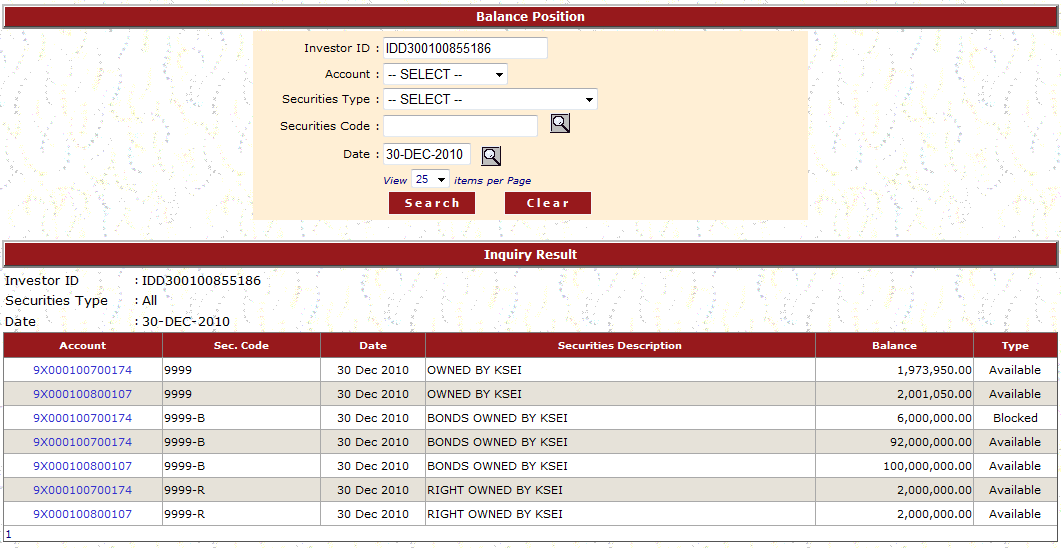 Balance Position
Investor ID : IDD300100855186
Account : -- SELECT --
Securities Type : -- SELECT --
Securities Code :
Date : 30-DEC-2010
View 25 items per Page
Search Clear
Inquiry Result
Investor ID : IDD300100855186
Securities Type : All
Date : 30-DEC-2010
Account Sec. Code Date Securities Description Balance Type
9X000100700174 9999 30 Dec 2010 OWNED BY KSEI 1,973,950.00 Available
9X000100800107 9999 30 Dec 2010 OWNED BY KSEI 2,001,050.00 Available
9X000100700174 9999-B 30 Dec 2010 BONDS OWNED BY KSEI 6,000,000.00 Blocked
9X000100700174 9999-B 30 Dec 2010 BONDS OWNED BY KSEI 92,000,000.00 Available
9X000100800107 9999-B 30 Dec 2010 BONDS OWNED BY KSEI 100,000,000.00 Available
9X000100700174 9999-R 30 Dec 2010 RIGHT OWNED BY KSEI 2,000,000.00 Available
9X000100800107 9999-R 30 Dec 2010 RIGHT OWNED BY KSEI 2,000,000.00 Available
1